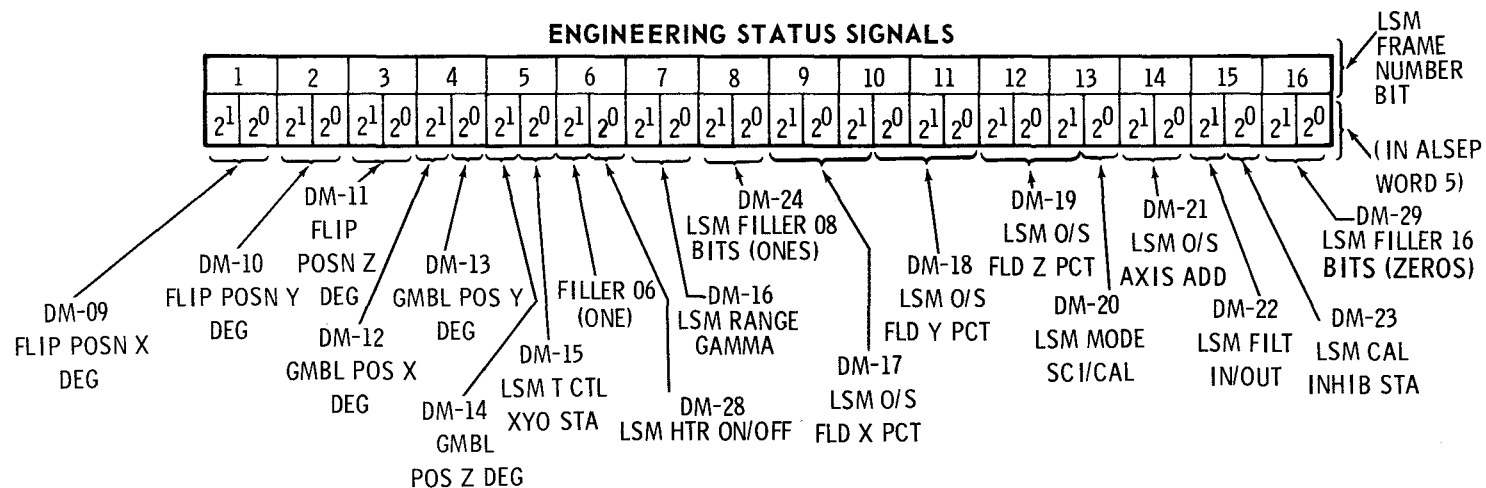 ENGINEERING STATUS SIGNALS
LSM
FRAME
NUMBER
BIT
1 2 3 4 5 6 7 8 9 10 11 12 13 14 15 16
2¹ 2⁰ 2¹ 2⁰ 2¹ 2⁰ 2¹ 2⁰ 2¹ 2⁰ 2¹ 2⁰ 2¹ 2⁰ 2¹ 2⁰ 2¹ 2⁰ 2¹ 2⁰ 2¹ 2⁰ 2¹ 2⁰ 2¹ 2⁰ 2¹ 2⁰ 2¹ 2⁰ 2¹ 2⁰
(IN ALSEP
WORD 5)
DM-09
FLIP POSN X
DEG
DM-10
FLIP POSN Y
DEG
DM-11
FLIP
POSN Z
DEG
DM-12
GMBL POS X
DEG
DM-13
GMBL POS Y
DEG
DM-14
GMBL
POS Z DEG
DM-15
LSM T CTL
XYO STA
FILLER 06
(ONE)
DM-28
LSM HTR ON/OFF
DM-16
LSM RANGE
GAMMA
DM-24
LSM FILLER 08
BITS (ONES)
DM-17
LSM O/S
FLD X PCT
DM-18
LSM O/S
FLD Y PCT
DM-19
LSM O/S
FLD Z PCT
DM-20
LSM MODE
SCI/CAL
DM-21
LSM O/S
AXIS ADD
DM-22
LSM FILT
IN/OUT
DM-23
LSM CAL
INHIB STA
DM-29
LSM FILLER 16
BITS (ZEROS)